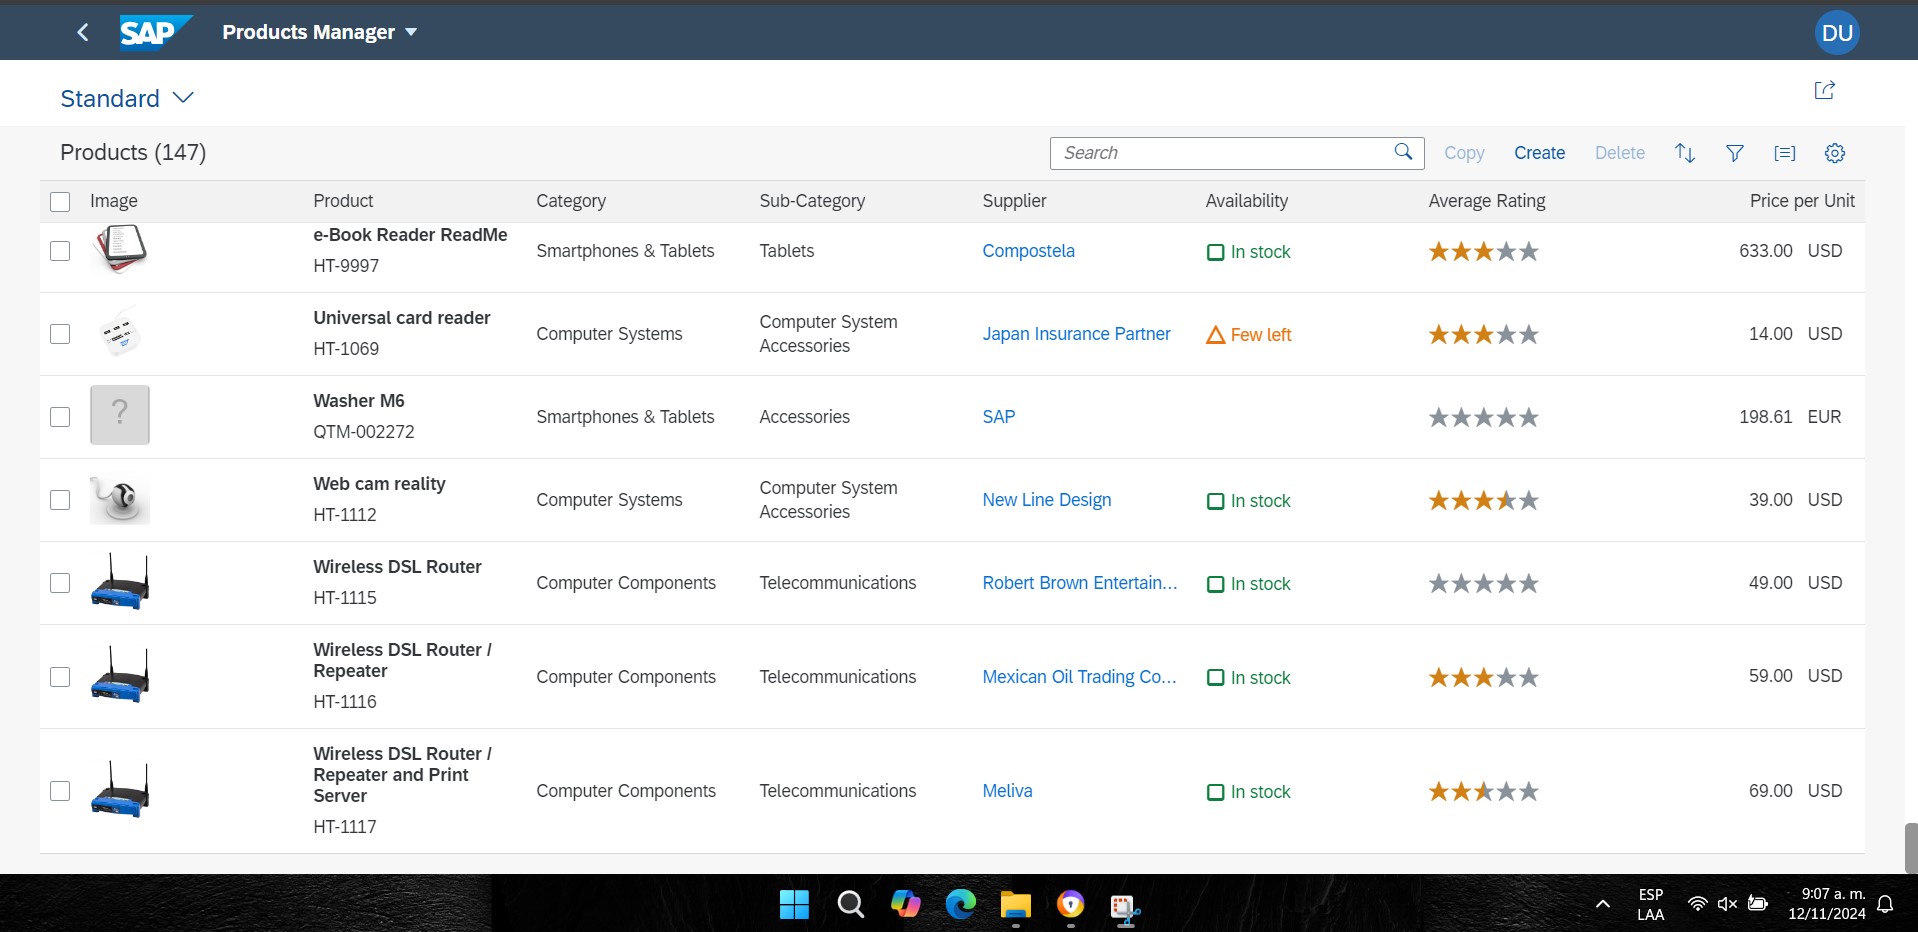 SAP Products Manager
DU
Standard
Products (147)
Search
Copy Create Delete
Image Product Category Sub-Category Supplier Availability Average Rating Price per Unit
e-Book Reader ReadMe
HT-9997
Smartphones & Tablets
Tablets
Compostela
In stock
633.00 USD
Universal card reader
HT-1069
Computer Systems
Computer System
Accessories
Japan Insurance Partner
Few left
14.00 USD
?
Washer M6
QTM-002272
Smartphones & Tablets
Accessories
SAP
198.61 EUR
Web cam reality
HT-1112
Computer Systems
Computer System
Accessories
New Line Design
In stock
39.00 USD
Wireless DSL Router
HT-1115
Computer Components
Telecommunications
Robert Brown Entertain...
In stock
49.00 USD
Wireless DSL Router /
Repeater
HT-1116
Computer Components
Telecommunications
Mexican Oil Trading Co...
In stock
59.00 USD
Wireless DSL Router /
Repeater and Print
Server
HT-1117
Computer Components
Telecommunications
Meliva
In stock
69.00 USD
ESP
LAA
9:07 a. m.
12/11/2024